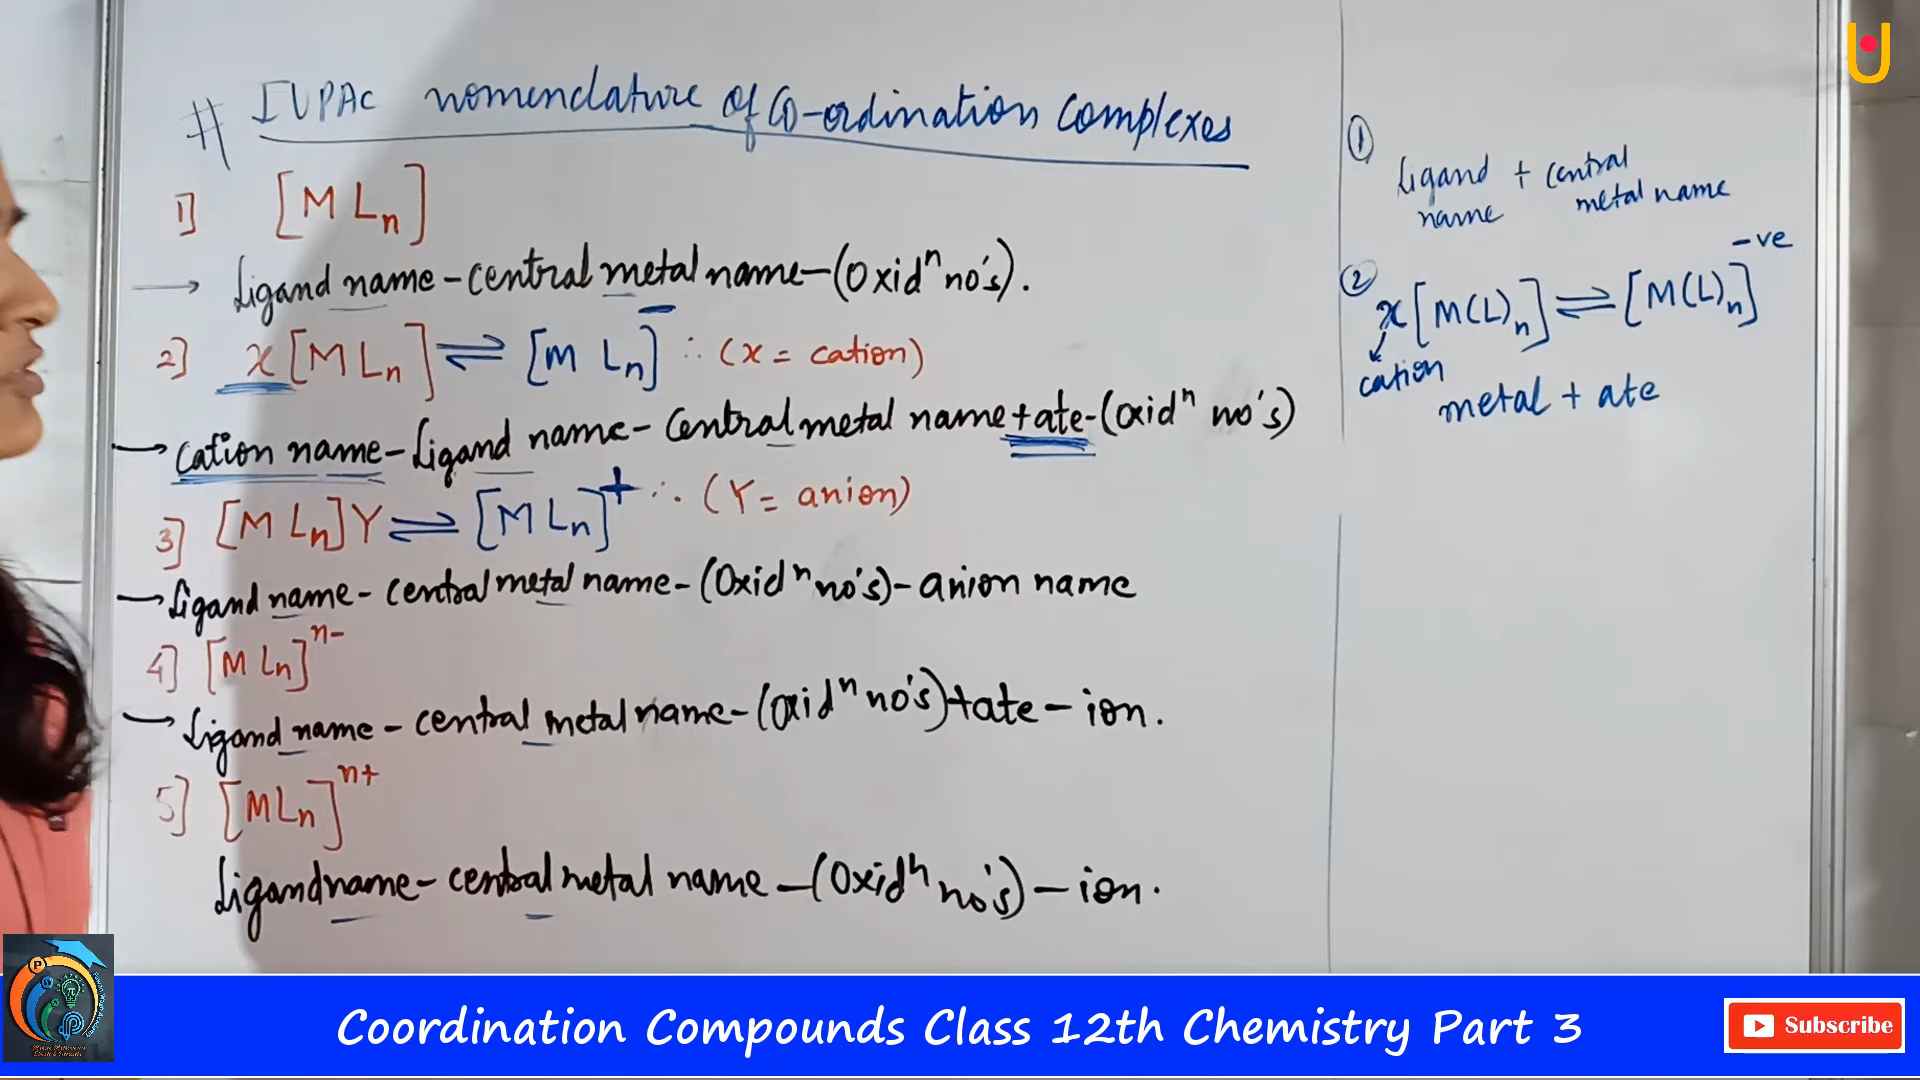 # IUPAC nomenclature of Co-ordination Complexes
1] [M Ln]
→ Ligand name - central metal name - (Oxidⁿ no's).
2] x [M Ln] ⇌ [M Ln]⁻ ∴ (x = cation)
→ cation name - Ligand name - Central metal name + ate - (oxidⁿ no's)
3] [M Ln] Y ⇌ [M Ln]⁺ ∴ (Y = anion)
→ Ligand name - central metal name - (Oxidⁿ no's) - anion name
4] [M Ln]ⁿ⁻
→ Ligand name - central metal name - (oxidⁿ no's) + ate - ion.
5] [M Ln]ⁿ⁺
Ligand name - central metal name - (Oxidⁿ no's) - ion.
① Ligand name + central metal name
② x [M(L)n] ⇌ [M(L)n] -ve
cation
metal + ate
Coordination Compounds Class 12th Chemistry Part 3
Subscribe